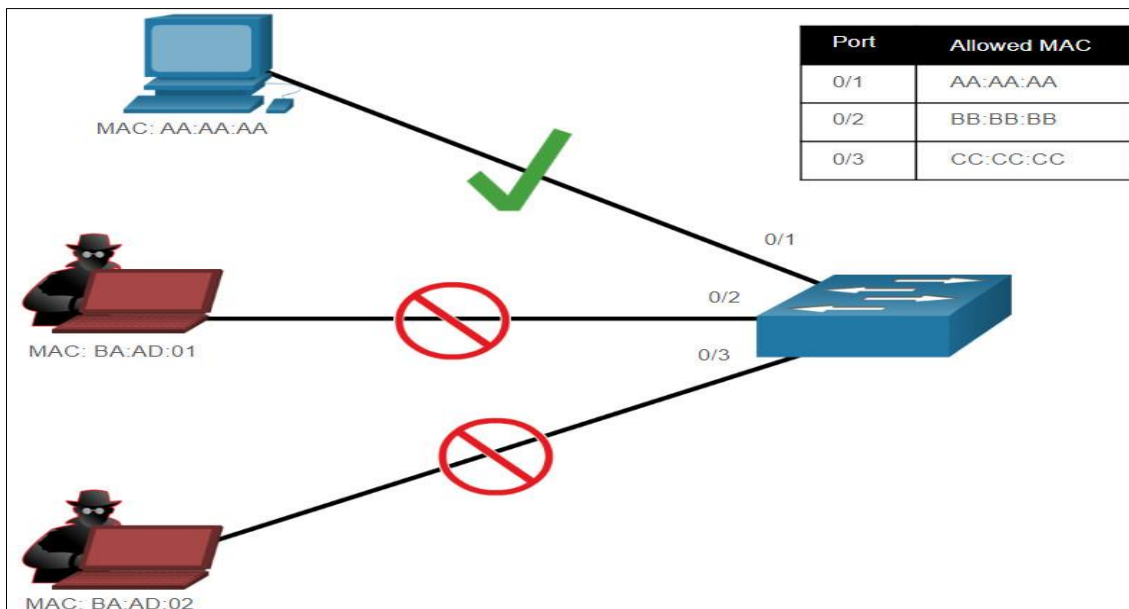 Port Allowed MAC
0/1 AA:AA:AA
0/2 BB:BB:BB
0/3 CC:CC:CC
MAC: AA:AA:AA
0/1
0/2
MAC: BA:AD:01
0/3
MAC: BA:AD:02